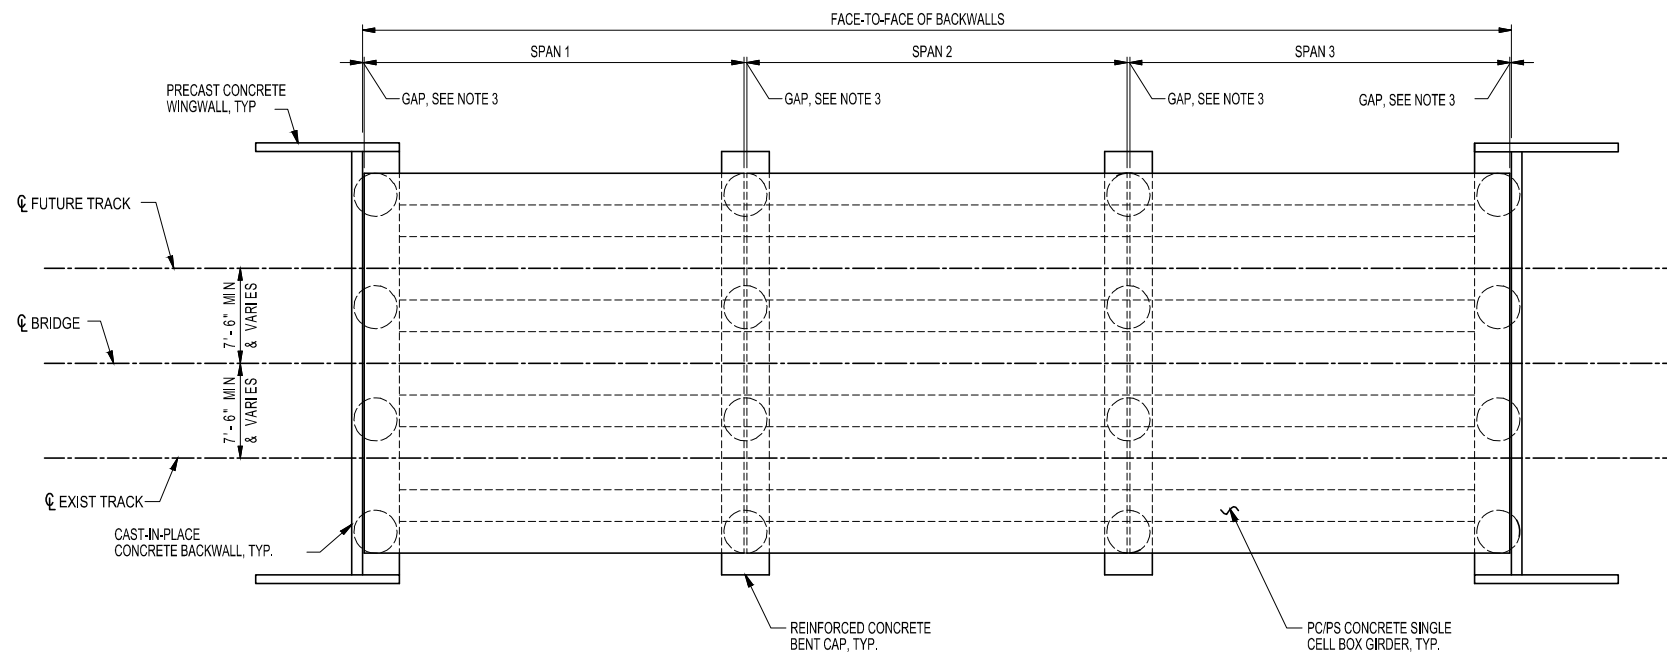 FACE-TO-FACE OF BACKWALLS
SPAN 1
SPAN 2
SPAN 3
GAP, SEE NOTE 3
GAP, SEE NOTE 3
GAP, SEE NOTE 3
GAP, SEE NOTE 3
PRECAST CONCRETE
WINGWALL, TYP
℄ FUTURE TRACK
7'-6" MIN
& VARIES
℄ BRIDGE
7'-6" MIN
& VARIES
℄ EXIST TRACK
CAST-IN-PLACE
CONCRETE BACKWALL, TYP.
REINFORCED CONCRETE
BENT CAP, TYP.
PC/PS CONCRETE SINGLE
CELL BOX GIRDER, TYP.